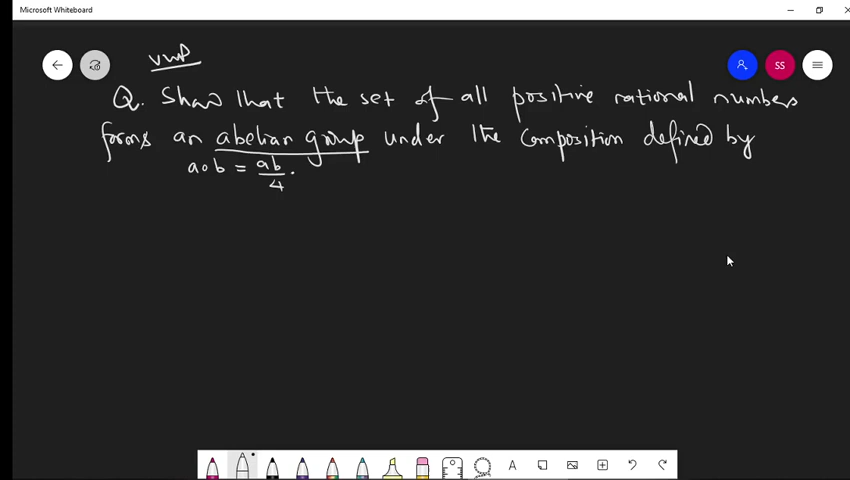 Microsoft Whiteboard
SS
Q. Show that the set of all positive rational numbers
forms an abelian group under the composition defined by
aob = ab/4.
A